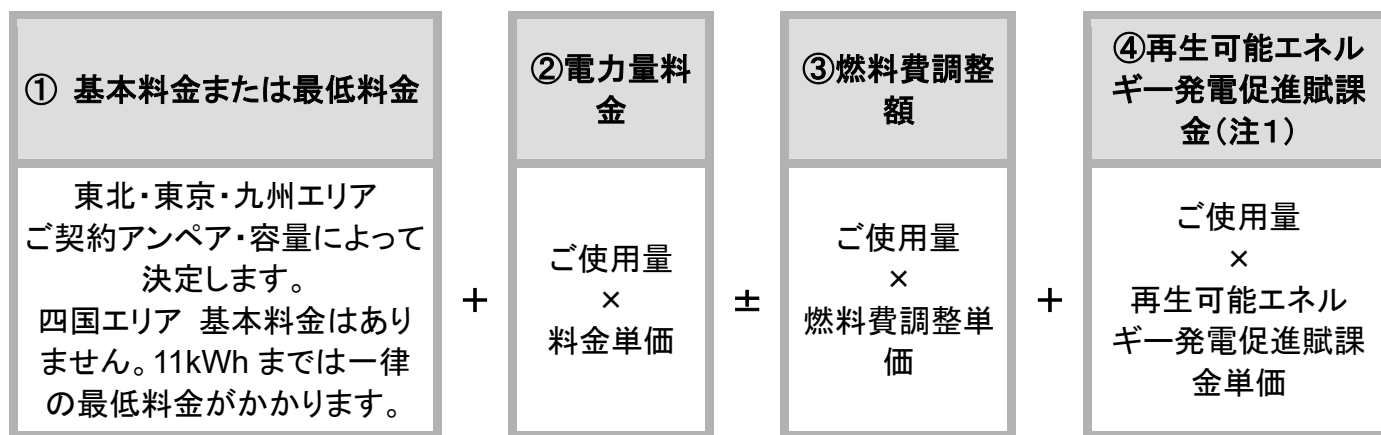 ① 基本料金または最低料金
東北・東京・九州エリア
ご契約アンペア・容量によって
決定します。
四国エリア 基本料金はあり
ません。11kWh までは一律
の最低料金がかかります。
＋
②電力量料
金
ご使用量
×
料金単価
±
③燃料費調整
額
ご使用量
×
燃料費調整単
価
＋
④再生可能エネル
ギー発電促進賦課
金(注1)
ご使用量
×
再生可能エネル
ギー発電促進賦課
金単価